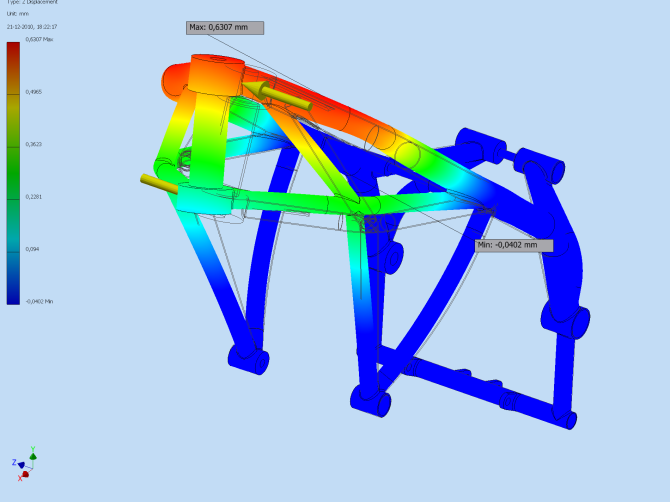 Type: Z Displacement
Unit: mm
21-12-2010, 18:22:17
0,6307 Max
0,4965
0,3623
0,2281
0,094
-0,0402 Min
Max: 0,6307 mm
Min: -0,0402 mm
Y
Z
X